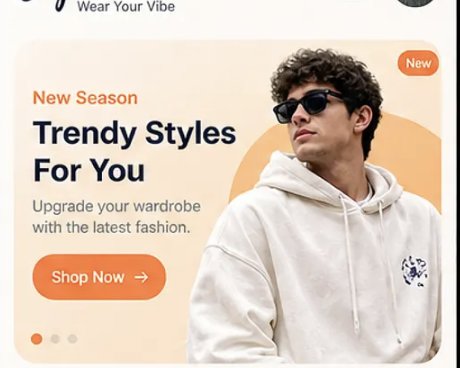 Wear Your Vibe
New
New Season
Trendy Styles
For You
Upgrade your wardrobe
with the latest fashion.
Shop Now →